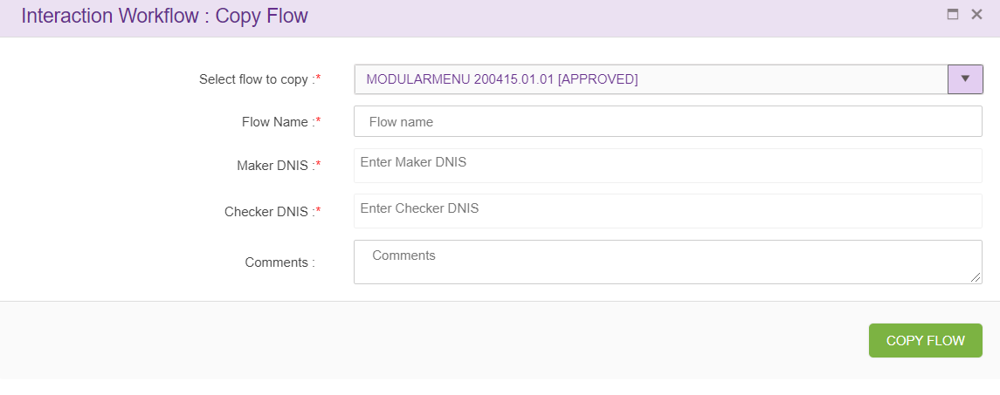 Interaction Workflow : Copy Flow
Select flow to copy :* MODULARMENU 200415.01.01 [APPROVED]
Flow Name :* Flow name
Maker DNIS :* Enter Maker DNIS
Checker DNIS :* Enter Checker DNIS
Comments : Comments
COPY FLOW